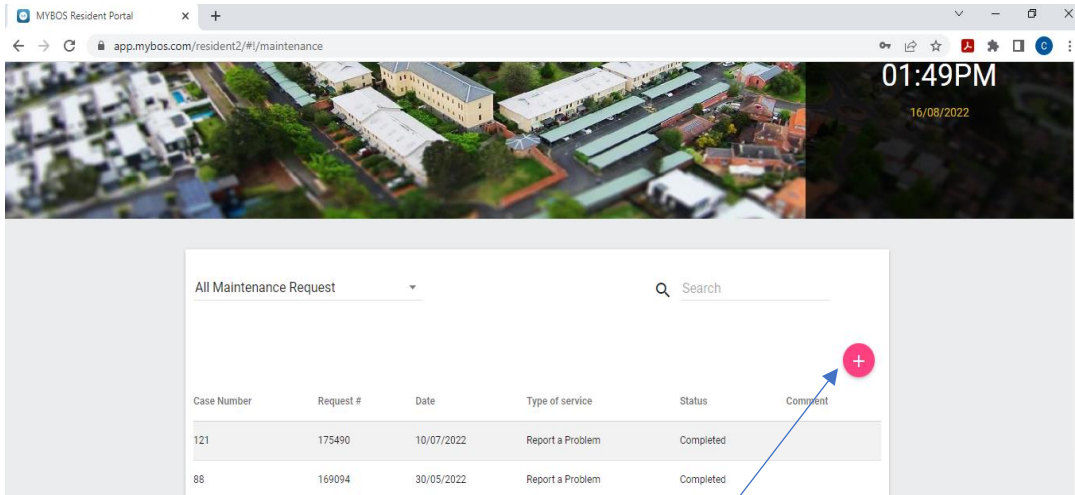 MYBOS Resident Portal
app.mybos.com/resident2/#!/maintenance
C
01:49PM
16/08/2022
All Maintenance Request
Search
Case Number Request # Date Type of service Status Comment
121 175490 10/07/2022 Report a Problem Completed
88 169094 30/05/2022 Report a Problem Completed